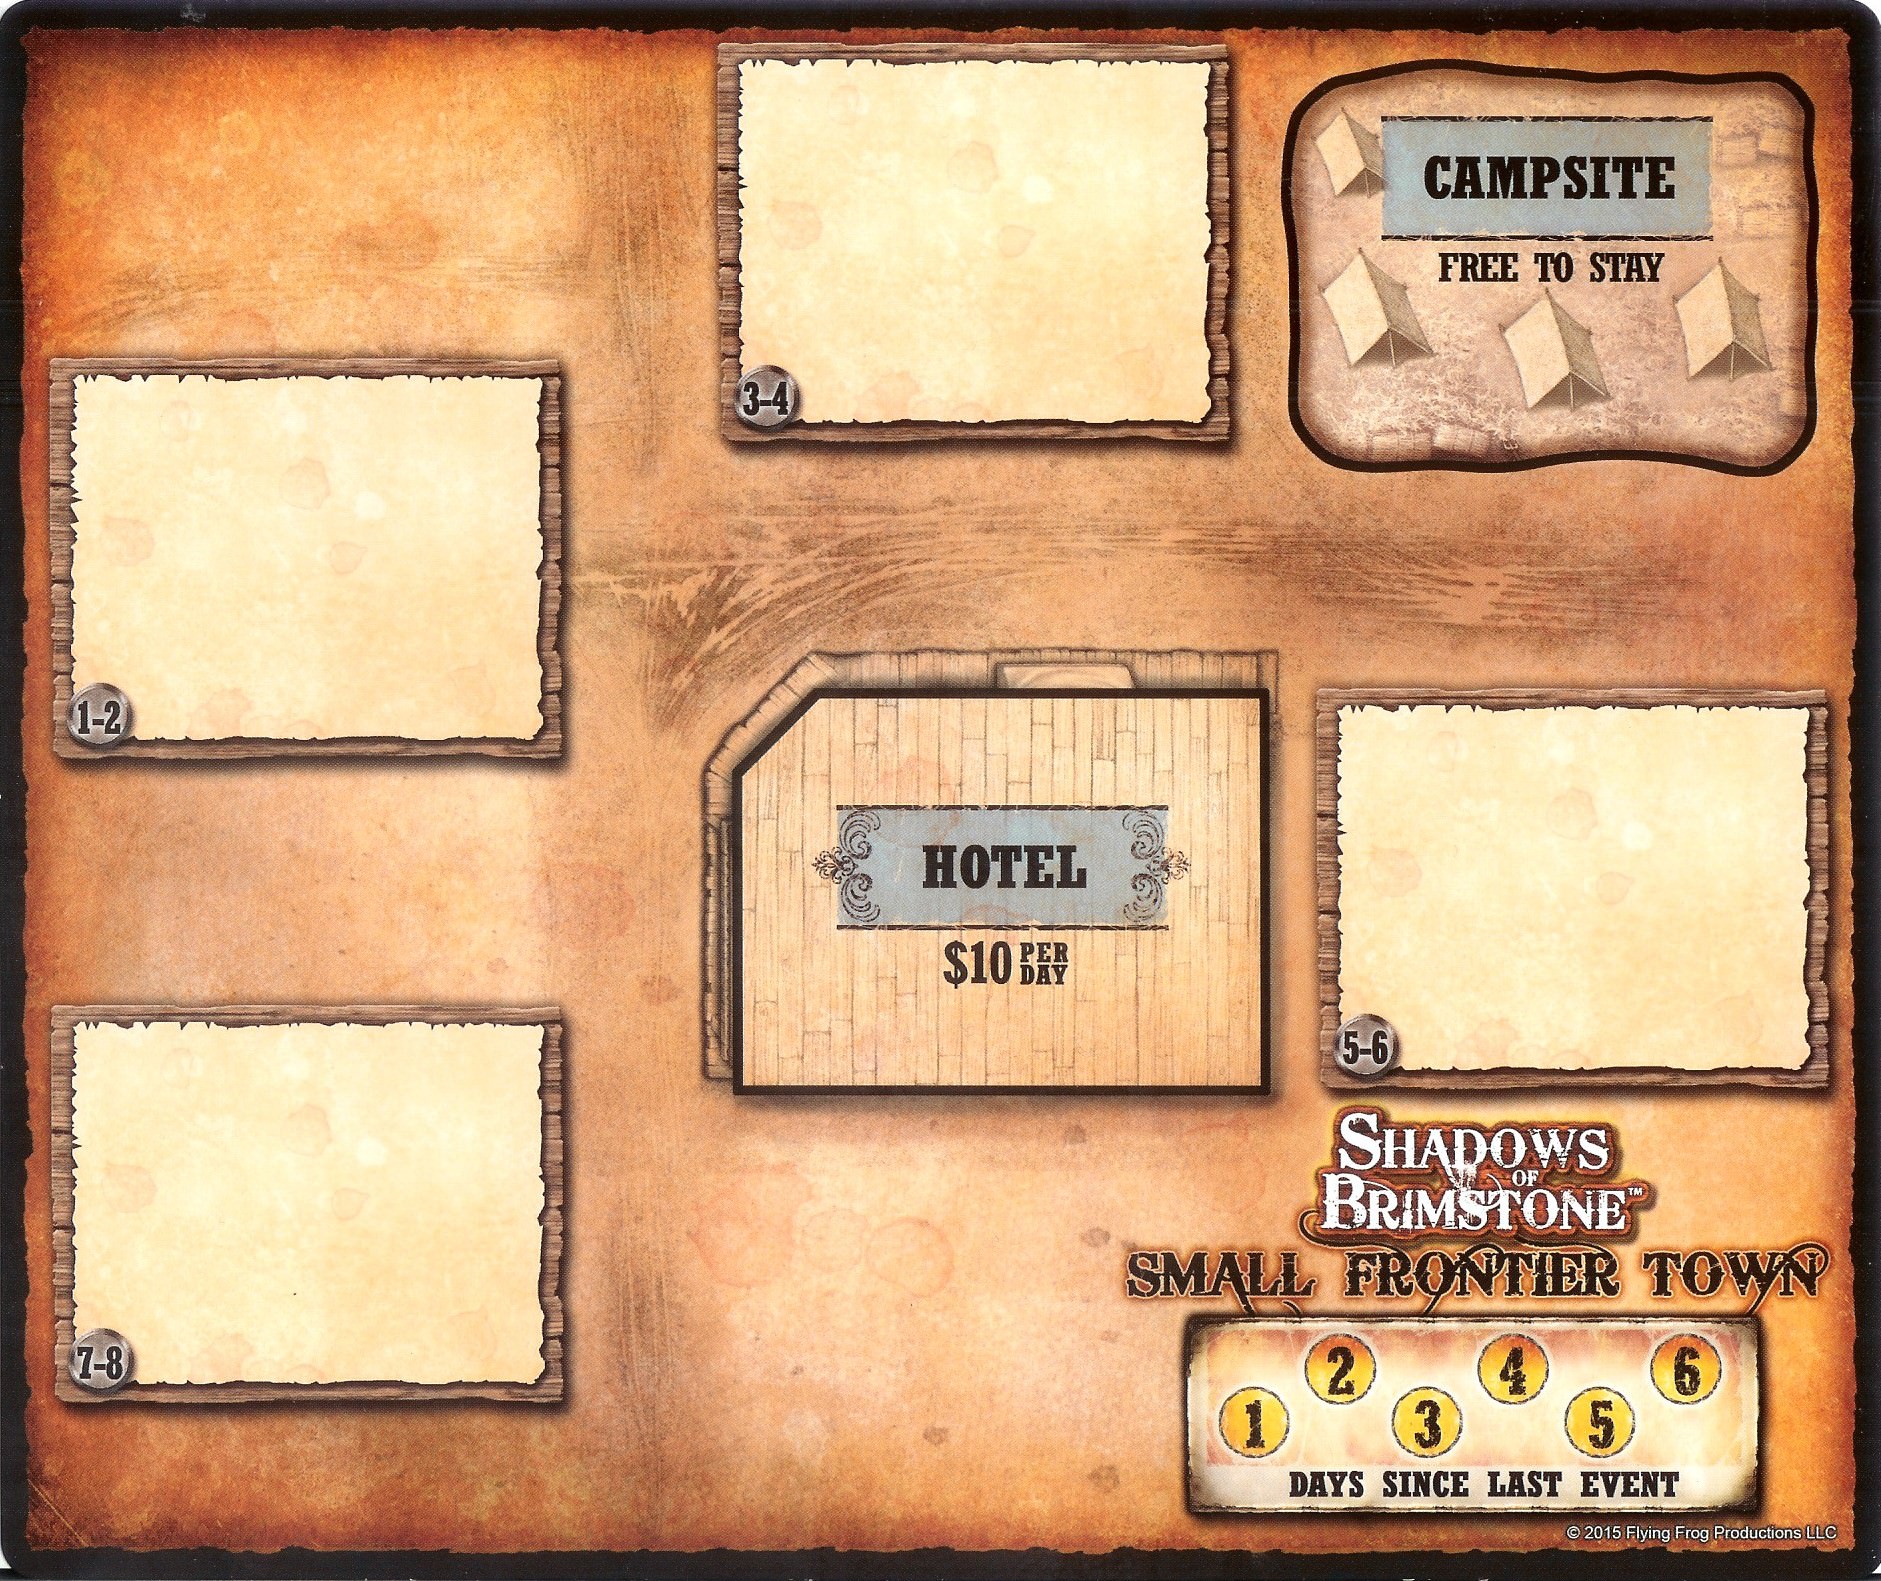 CAMPSITE
FREE TO STAY
3-4
1-2
HOTEL
$10 PER DAY
5-6
7-8
SHADOWS
OF
BRIMSTONE™
SMALL FRONTIER TOWN
1 2 3 4 5 6
DAYS SINCE LAST EVENT
© 2015 Flying Frog Productions LLC